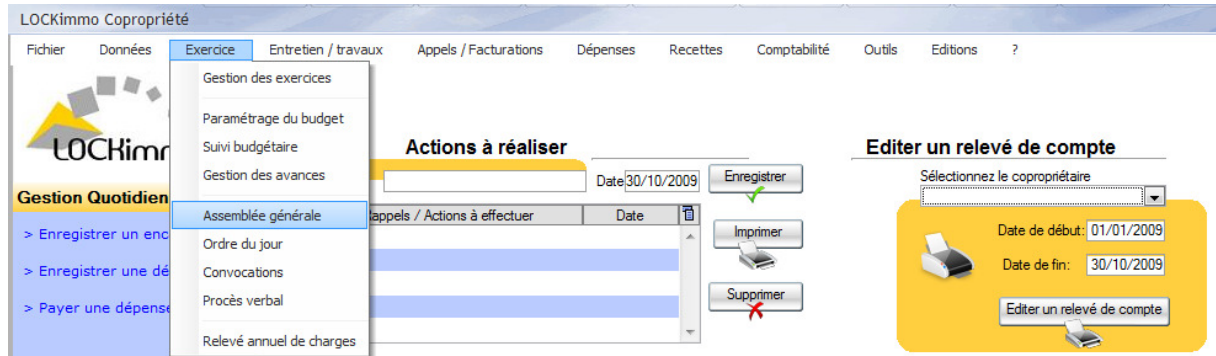 LOCKimmo Copropriété
Fichier Données Exercice Entretien / travaux Appels / Facturations Dépenses Recettes Comptabilité Outils Editions ?
Gestion des exercices
Paramétrage du budget
Suivi budgétaire
Gestion des avances
Assemblée générale
Ordre du jour
Convocations
Procès verbal
Relevé annuel de charges
LOCKimm
Gestion Quotidien
> Enregistrer un enc
> Enregistrer une dé
> Payer une dépense
Actions à réaliser
Date 30/10/2009 Enregistrer
appels / Actions à effectuer Date
Imprimer
Supprimer
Editer un relevé de compte
Sélectionnez le copropriétaire
Date de début: 01/01/2009
Date de fin: 30/10/2009
Editer un relevé de compte